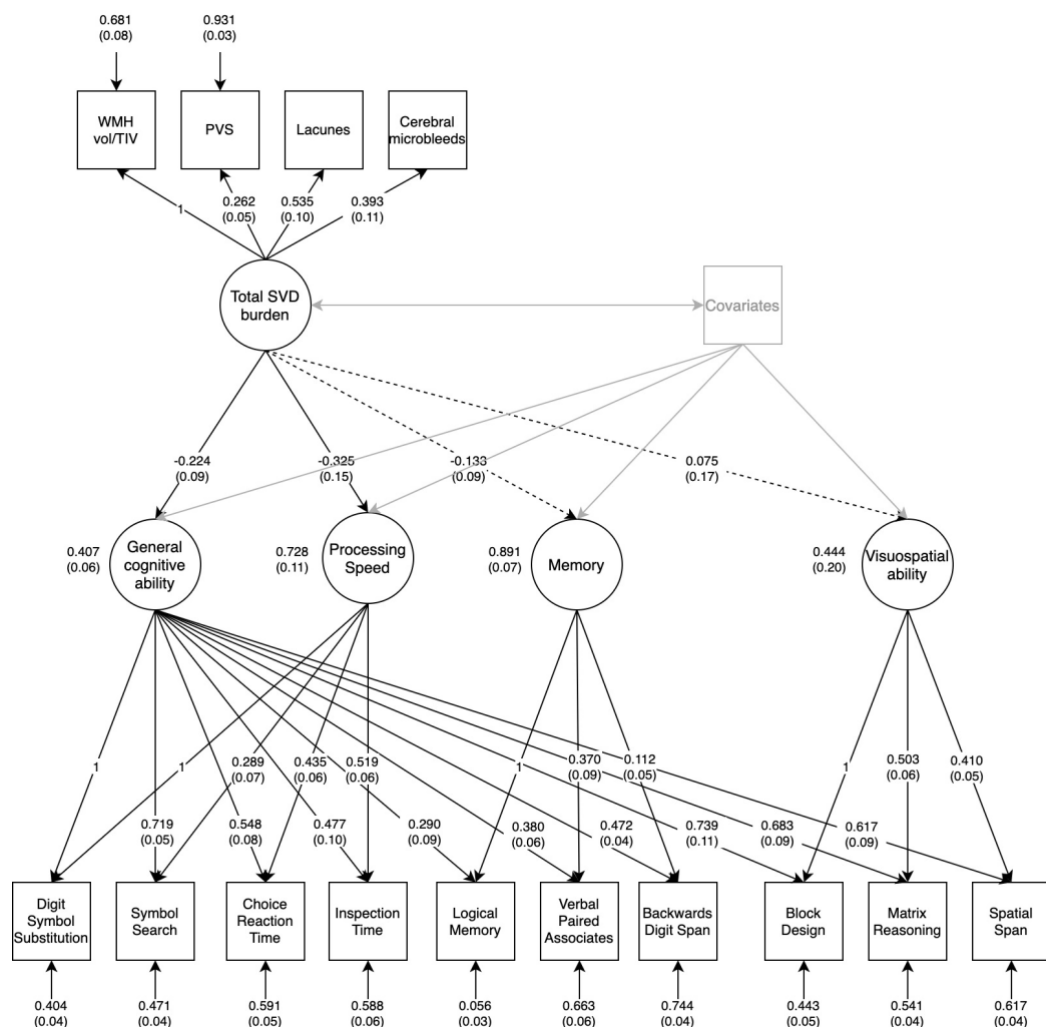 0.681
(0.08)
0.931
(0.03)
WMH
vol/TIV
PVS
Lacunes
Cerebral
microbleeds
1
0.262
(0.05)
0.535
(0.10)
0.393
(0.11)
Total SVD
burden
Covariates
-0.224
(0.09)
-0.325
(0.15)
-0.133
(0.09)
0.075
(0.17)
0.407
(0.06)
General
cognitive
ability
0.728
(0.11)
Processing
Speed
0.891
(0.07)
Memory
0.444
(0.20)
Visuospatial
ability
1
1
0.289
(0.07)
0.435
(0.06)
0.519
(0.06)
1
0.370
(0.09)
0.112
(0.05)
1
0.503
(0.06)
0.410
(0.05)
0.719
(0.05)
0.548
(0.08)
0.477
(0.10)
0.290
(0.09)
0.380
(0.06)
0.472
(0.04)
0.739
(0.11)
0.683
(0.09)
0.617
(0.09)
Digit
Symbol
Substitution
Symbol
Search
Choice
Reaction
Time
Inspection
Time
Logical
Memory
Verbal
Paired
Associates
Backwards
Digit Span
Block
Design
Matrix
Reasoning
Spatial
Span
0.404
(0.04)
0.471
(0.04)
0.591
(0.05)
0.588
(0.06)
0.056
(0.03)
0.663
(0.06)
0.744
(0.04)
0.443
(0.05)
0.541
(0.04)
0.617
(0.04)